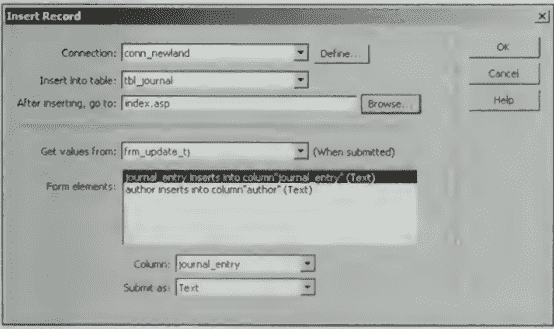 Insert Record
Connection: conn_newland Define... OK
Insert into table: tbl_journal Cancel
After inserting, go to: index.asp Browse... Help
Get values from: frm_update_tj (When submitted)
Form elements: journal_entry inserts into column"journal_entry" (Text)
author inserts into column"author" (Text)
Column: journal_entry
Submit as: Text